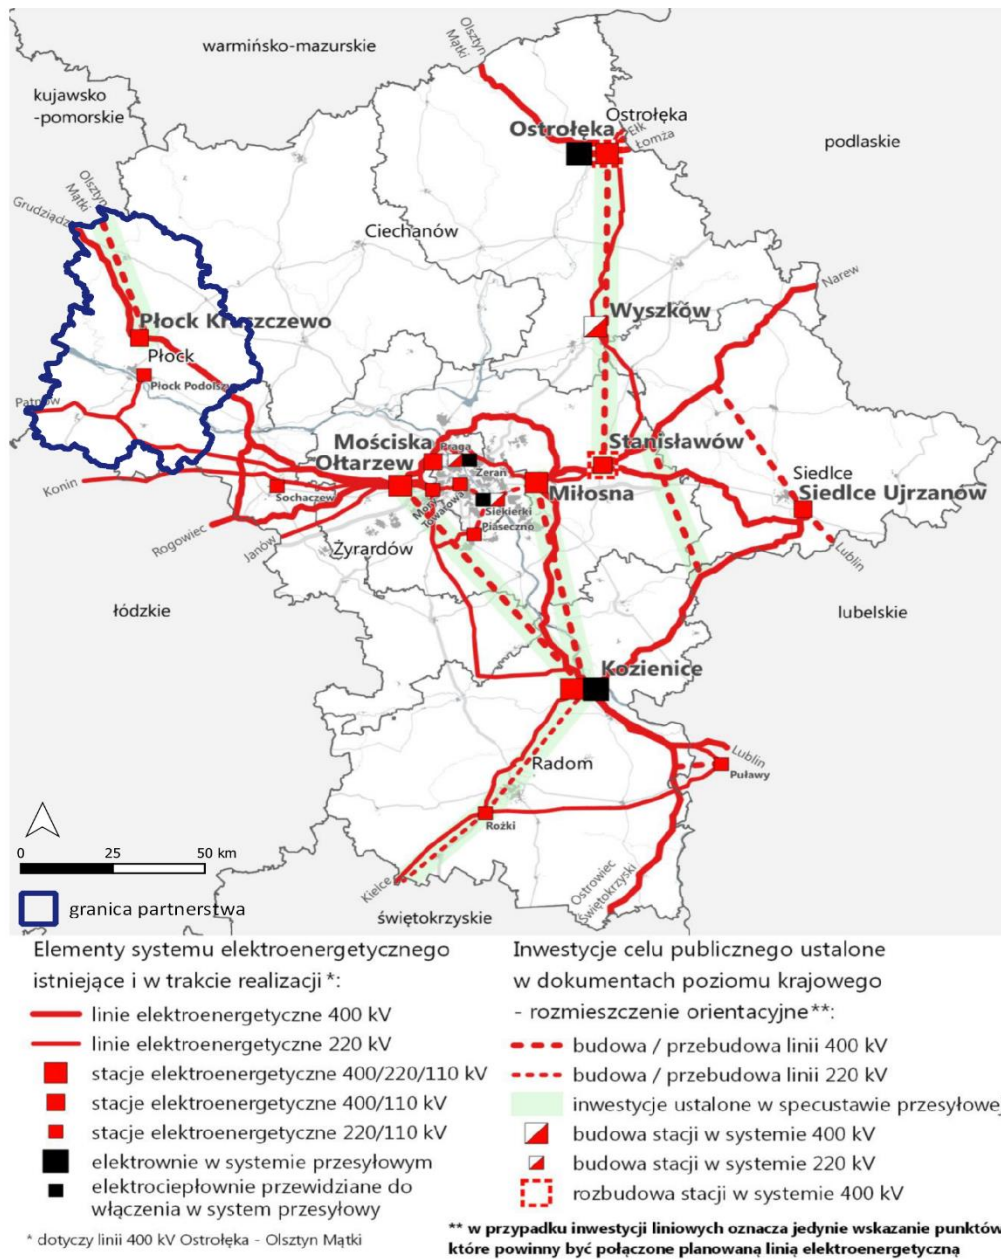 warmińsko-mazurskie
Olsztyn
Mątki
kujawsko
-pomorskie
Ostrołęka
Ostrołęka
Ełk
Łomża
podlaskie
Olsztyn
Mątki
Grudziądz
Ciechanów
Narew
Wyszków
Płock Kruszczewo
Płock
Płock Podolszyce
Pątnów
Mościska
Ołtarzew
Praga
Żerań
Stanisławów
Miłosna
Siedlce
Siedlce Ujrzanów
Konin
Sochaczew
Mory
Towarowa
Siekierki
Piaseczno
Rogowiec
Janów
Żyrardów
Lublin
łódzkie
lubelskie
Kozienice
Radom
Lublin
Puławy
Rożki
Kielce
Ostrowiec
Świętokrzyski
świętokrzyskie
0 25 50 km
granica partnerstwa
Elementy systemu elektroenergetycznego
istniejące i w trakcie realizacji *:
linie elektroenergetyczne 400 kV
linie elektroenergetyczne 220 kV
stacje elektroenergetyczne 400/220/110 kV
stacje elektroenergetyczne 400/110 kV
stacje elektroenergetyczne 220/110 kV
elektrownie w systemie przesyłowym
elektrociepłownie przewidziane do
włączenia w system przesyłowy
* dotyczy linii 400 kV Ostrołęka - Olsztyn Mątki
Inwestycje celu publicznego ustalone
w dokumentach poziomu krajowego
- rozmieszczenie orientacyjne**:
budowa / przebudowa linii 400 kV
budowa / przebudowa linii 220 kV
inwestycje ustalone w specustawie przesyłowej
budowa stacji w systemie 400 kV
budowa stacji w systemie 220 kV
rozbudowa stacji w systemie 400 kV
** w przypadku inwestycji liniowych oznacza jedynie wskazanie punktów
które powinny być połączone planowaną linią elektroenergetyczną